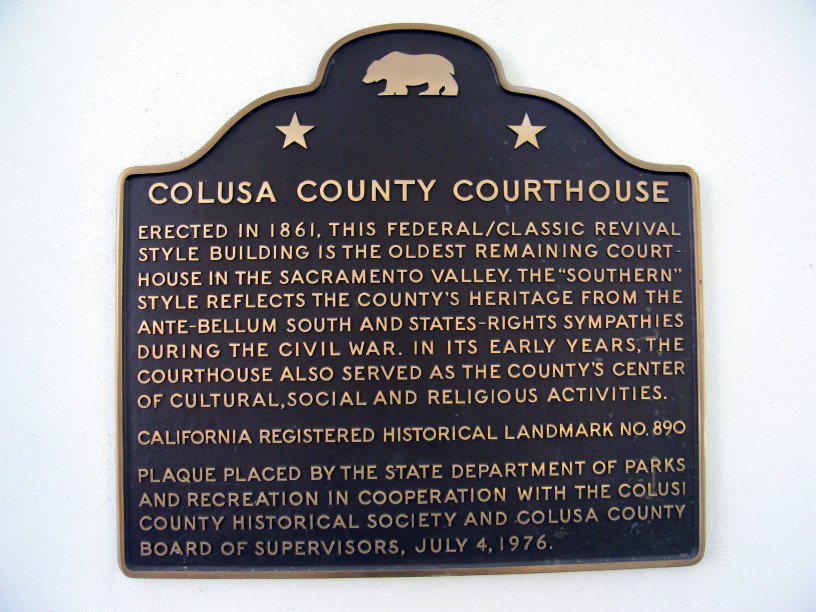 COLUSA COUNTY COURTHOUSE
ERECTED IN 1861, THIS FEDERAL/CLASSIC REVIVAL
STYLE BUILDING IS THE OLDEST REMAINING COURT-
HOUSE IN THE SACRAMENTO VALLEY. THE "SOUTHERN"
STYLE REFLECTS THE COUNTY'S HERITAGE FROM THE
ANTE-BELLUM SOUTH AND STATES-RIGHTS SYMPATHIES
DURING THE CIVIL WAR. IN ITS EARLY YEARS, THE
COURTHOUSE ALSO SERVED AS THE COUNTY'S CENTER
OF CULTURAL, SOCIAL AND RELIGIOUS ACTIVITIES.
CALIFORNIA REGISTERED HISTORICAL LANDMARK NO. 890
PLAQUE PLACED BY THE STATE DEPARTMENT OF PARKS
AND RECREATION IN COOPERATION WITH THE COLUSI
COUNTY HISTORICAL SOCIETY AND COLUSA COUNTY
BOARD OF SUPERVISORS, JULY 4, 1976.